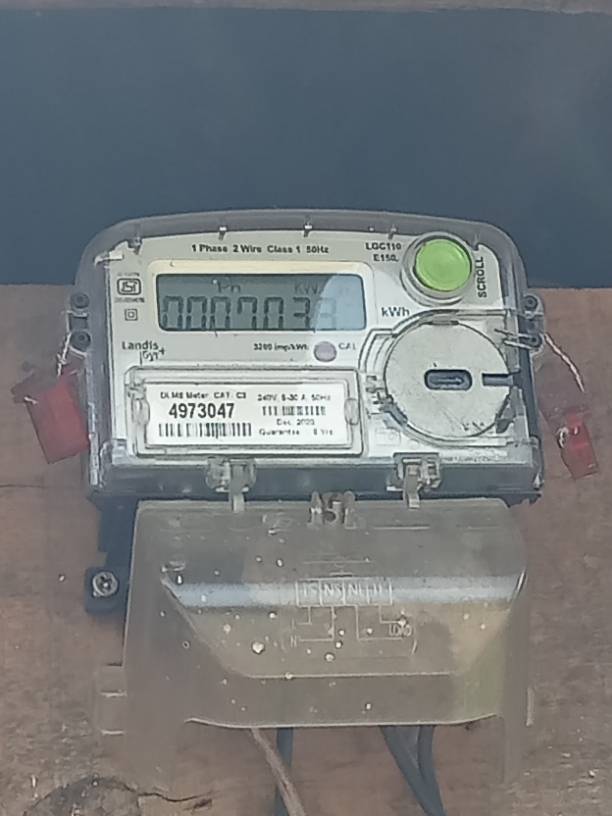 1 Phase 2 Wire Class 1 50Hz
LGC110
E150
SCROLL
kWh
Landis
3200 imp/kWh
CAL
DLMS Meter, CAT: C3
240V, 5-30 A, 50Hz
4973047
Dec. 2020
Guarantee